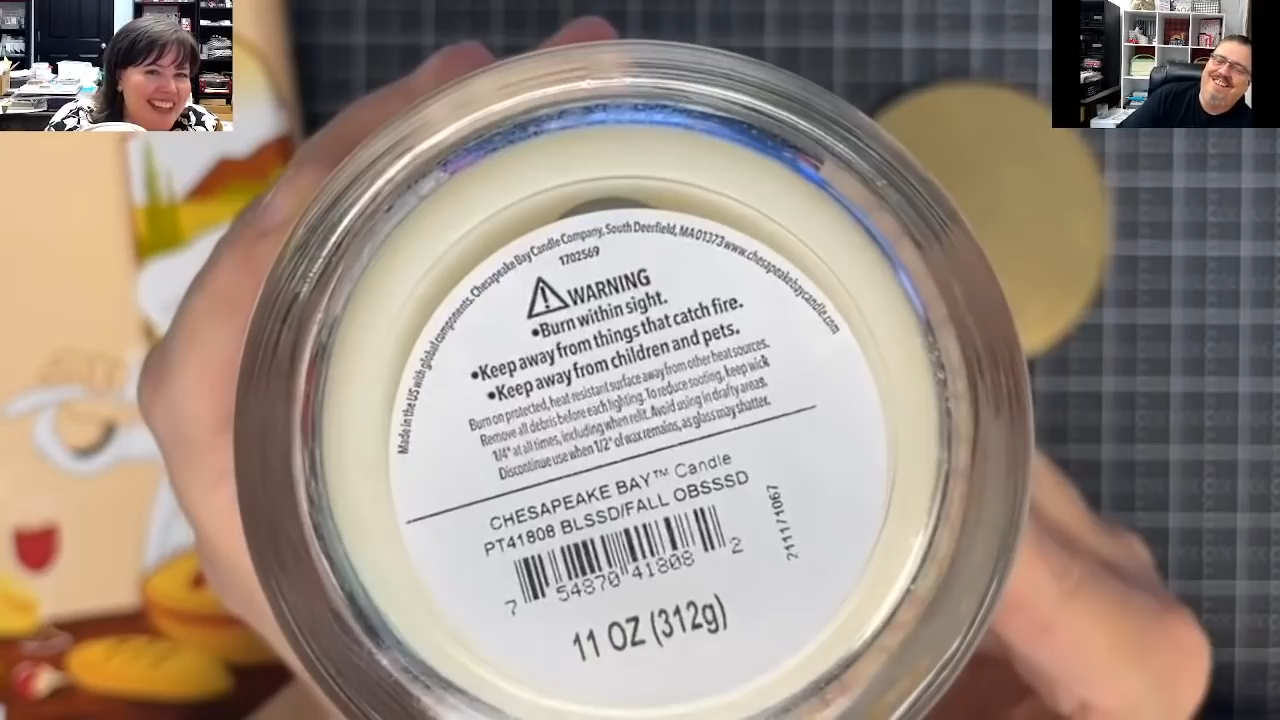 Made in the US with global components. Chesapeake Bay Candle Company, South Deerfield, MA 01373 www.chesapeakebaycandle.com
1702569
WARNING
•Burn within sight.
•Keep away from things that catch fire.
•Keep away from children and pets.
Burn on protected, heat resistant surface away from other heat sources.
Remove all debris before each lighting. To reduce sooting, keep wick
1/4" at all times, including when relit. Avoid using in drafty areas.
Discontinue use when 1/2" of wax remains, as glass may shatter.
CHESAPEAKE BAY™ Candle
PT41808 BLSSD/FALL OBSSSD
7 54870 41808 2
21117 1067
11 OZ (312g)